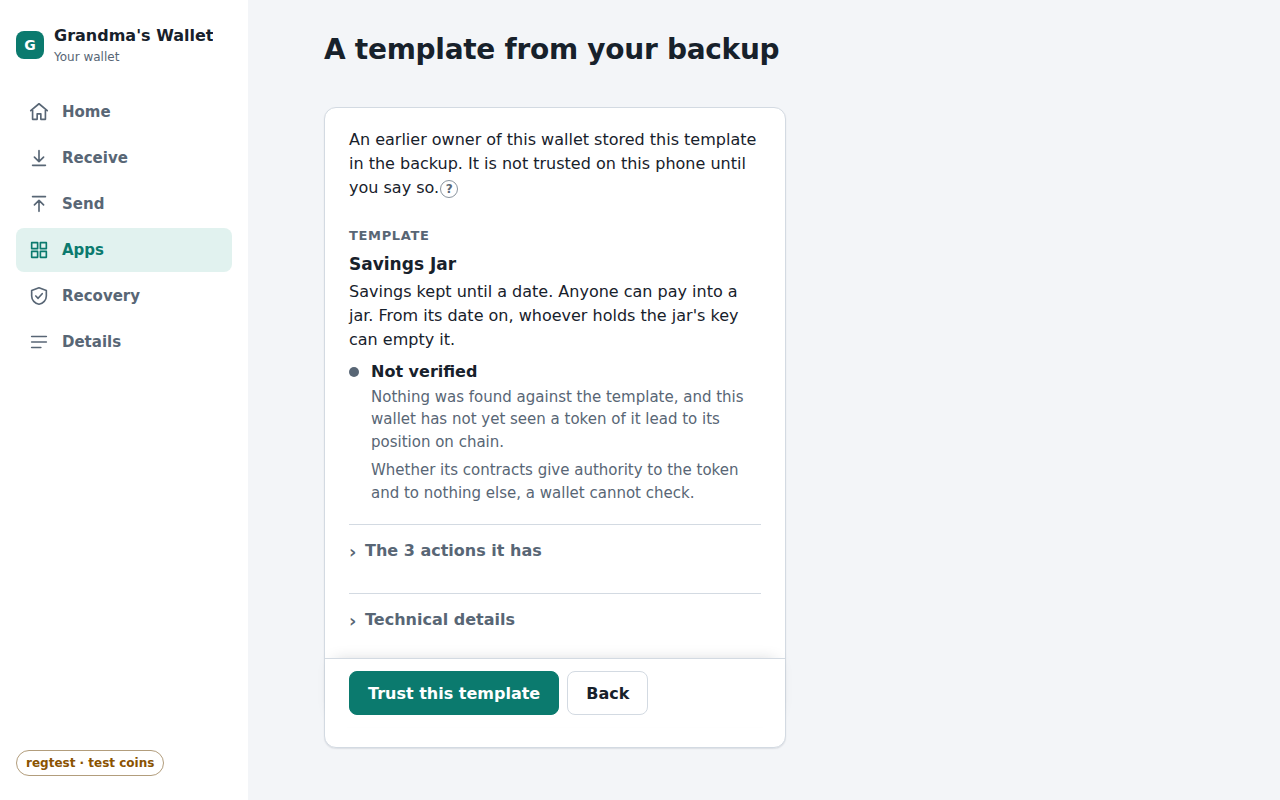 G
Grandma's Wallet
Your wallet
Home
Receive
Send
Apps
Recovery
Details
regtest · test coins
A template from your backup
An earlier owner of this wallet stored this template
in the backup. It is not trusted on this phone until
you say so. ?
TEMPLATE
Savings Jar
Savings kept until a date. Anyone can pay into a
jar. From its date on, whoever holds the jar's key
can empty it.
Not verified
Nothing was found against the template, and this
wallet has not yet seen a token of it lead to its
position on chain.
Whether its contracts give authority to the token
and to nothing else, a wallet cannot check.
› The 3 actions it has
› Technical details
Trust this template
Back